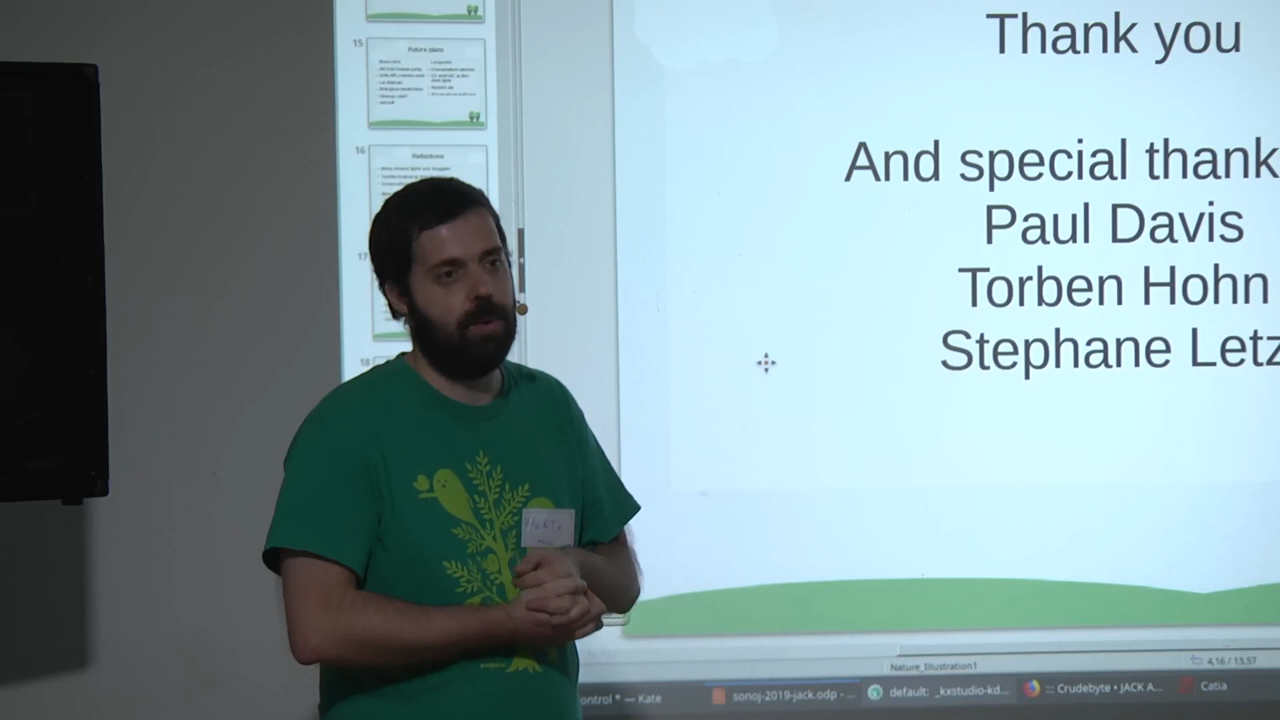 Thank you
And special thank
Paul Davis
Torben Hohn
Stephane Letz
15
Future plans
16
Reflections
17
18
Nature_Illustration1
4,16 / 13,57
ontrol * — Kate
sonoj-2019-jack.odp - ...
default: _kxstudio-kd...
::: Crudebyte • JACK A...
Catia